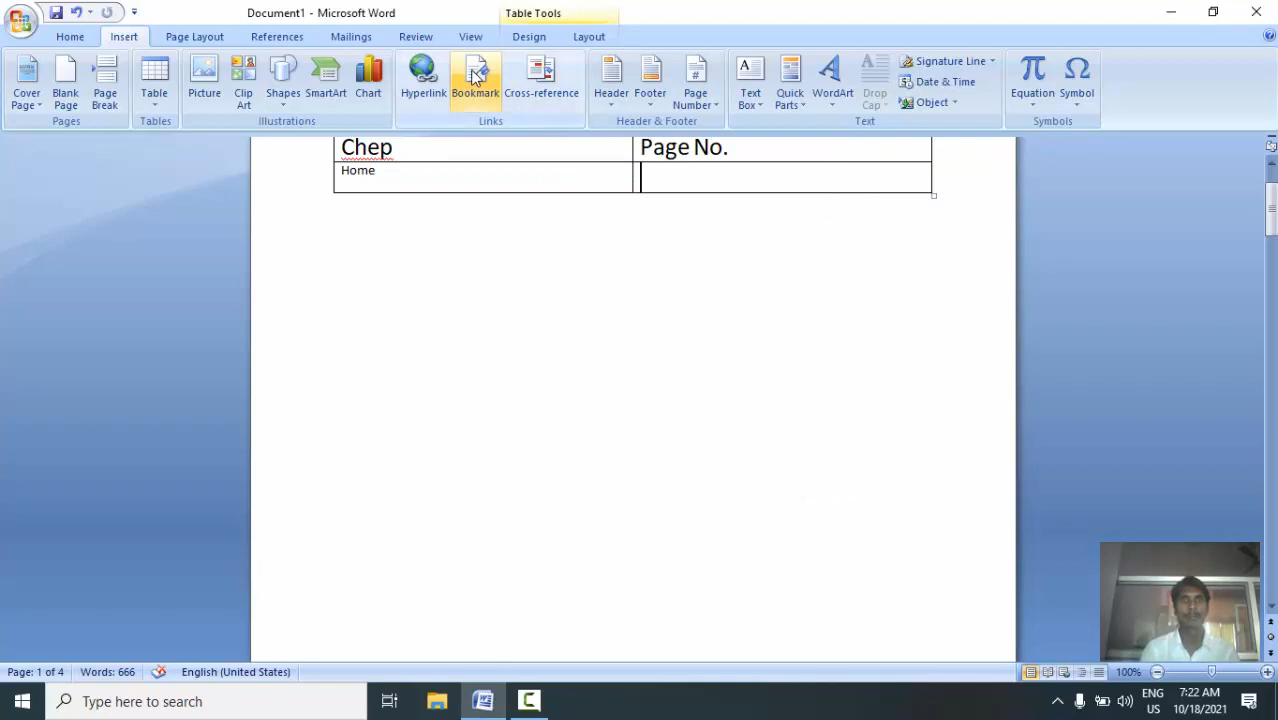 Document1 - Microsoft Word
Table Tools
Home Insert Page Layout References Mailings Review View Design Layout
Cover Page
Blank Page
Page Break
Table
Picture
Clip Art
Shapes
SmartArt
Chart
Hyperlink
Bookmark
Cross-reference
Header
Footer
Page Number
Text Box
Quick Parts
WordArt
Drop Cap
Signature Line
Date & Time
Object
Equation
Symbol
Pages
Tables
Illustrations
Links
Header & Footer
Text
Symbols
Chep Page No.
Home
Page: 1 of 4 Words: 666 English (United States) 100%
Type here to search
ENG
US
7:22 AM
10/18/2021